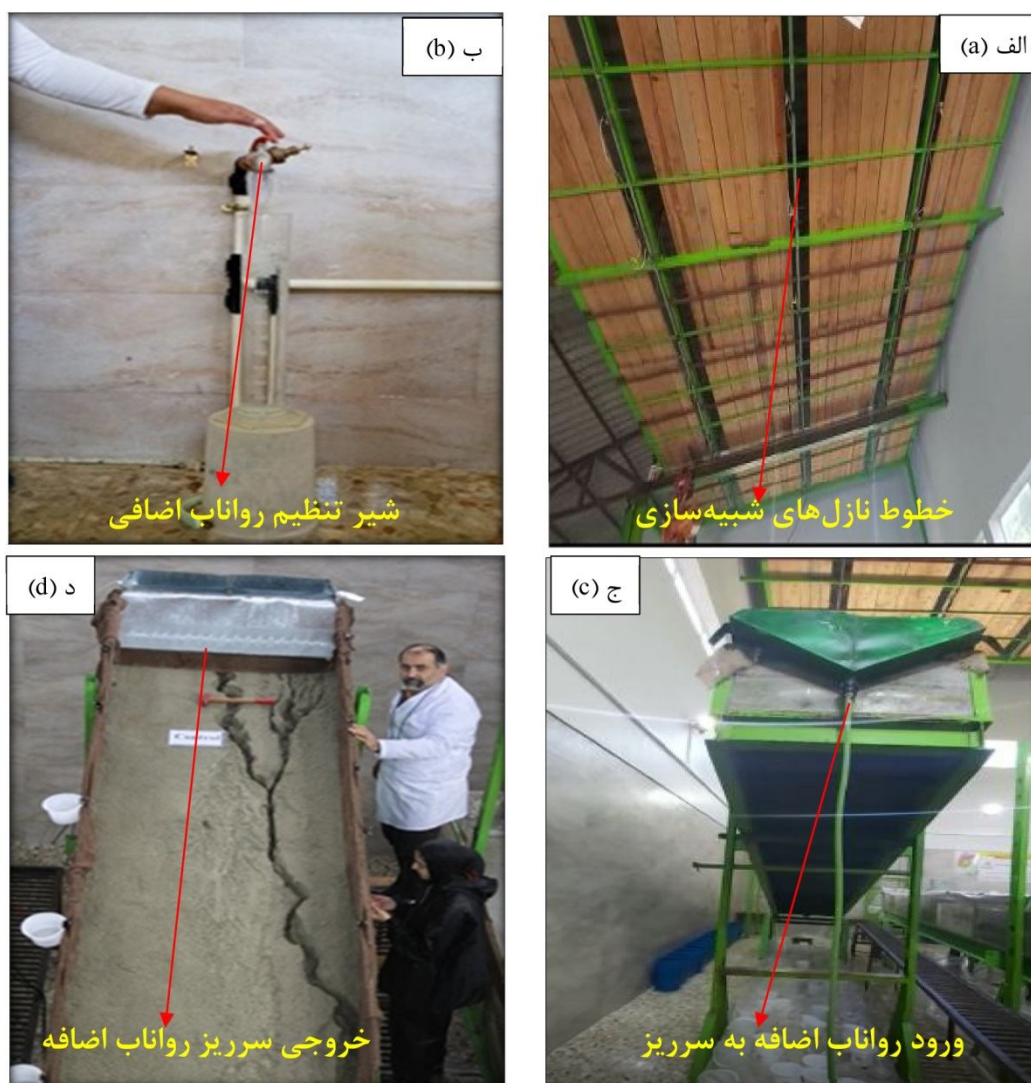 الف (a)
خطوط نازل‌های شبیه‌سازی
ب (b)
شیر تنظیم رواناب اضافی
ج (c)
ورود رواناب اضافه به سرریز
د (d)
Control
خروجی سرریز رواناب اضافه